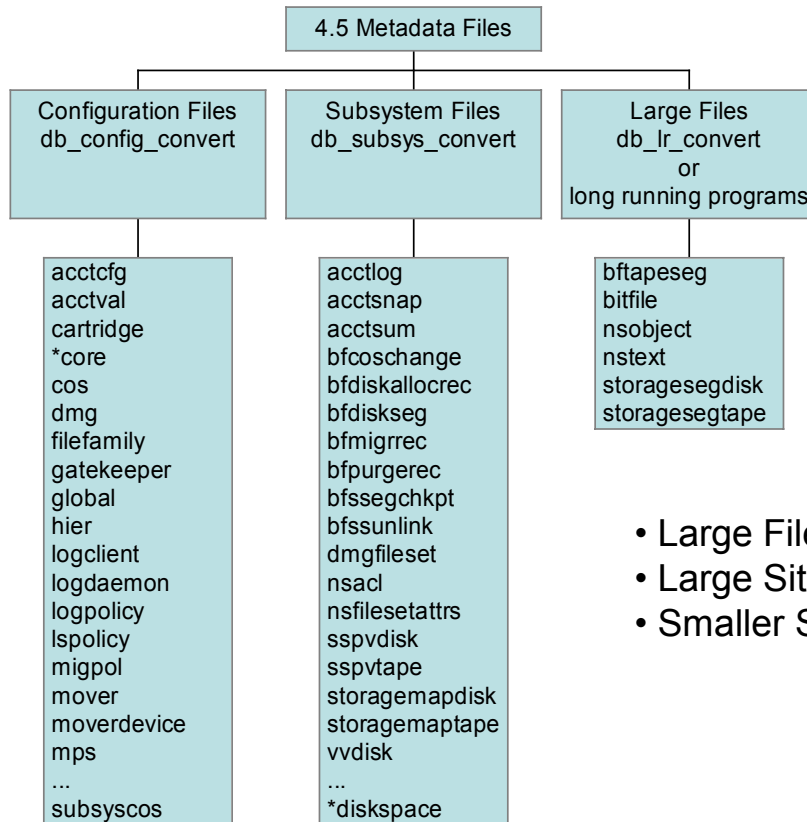 4.5 Metadata Files
Configuration Files
db_config_convert
Subsystem Files
db_subsys_convert
Large Files
db_lr_convert
or
long running programs
acctcfg
acctval
cartridge
*core
cos
dmg
filefamily
gatekeeper
global
hier
logclient
logdaemon
logpolicy
lspolicy
migpol
mover
moverdevice
mps
...
subsyscos
acctlog
acctsnap
acctsum
bfcoschange
bfdiskallocrec
bfdiskseg
bfmigrrec
bfpurgerec
bfssegchkpt
bfssunlink
dmgfileset
nsacl
nsfilesetattrs
sspvdisk
sspvtape
storagemapdisk
storagemaptape
vvdisk
...
*diskspace
bftapeseg
bitfile
nsobject
nstext
storagesegdisk
storagesegtape
• Large File
• Large Sit
• Smaller S